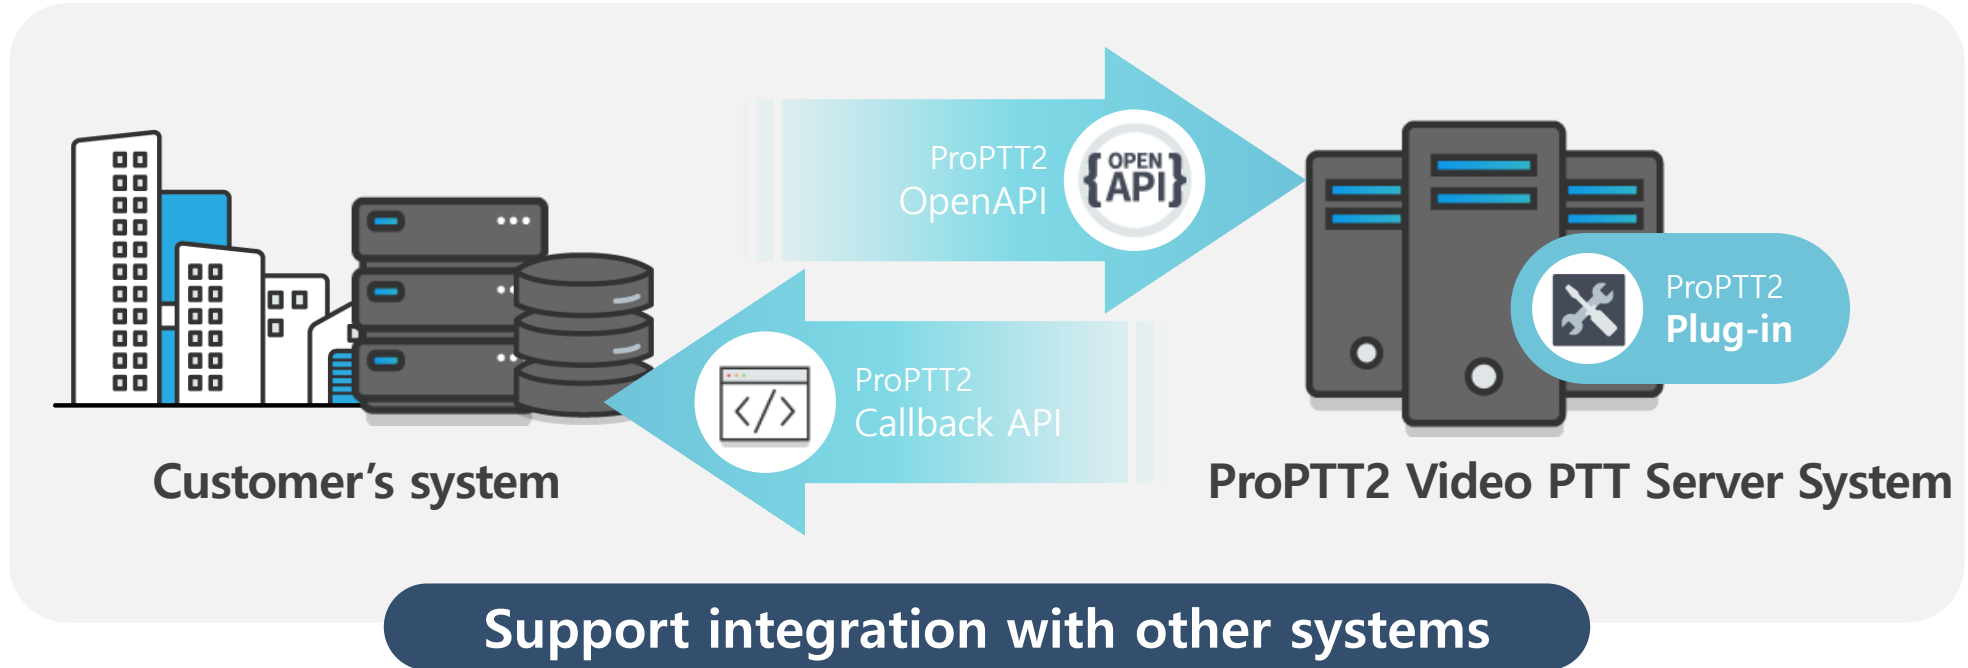 ProPTT2
OpenAPI
{OPEN
API}
ProPTT2
Plug-in
ProPTT2
Callback API
</>
Customer’s system
ProPTT2 Video PTT Server System
Support integration with other systems